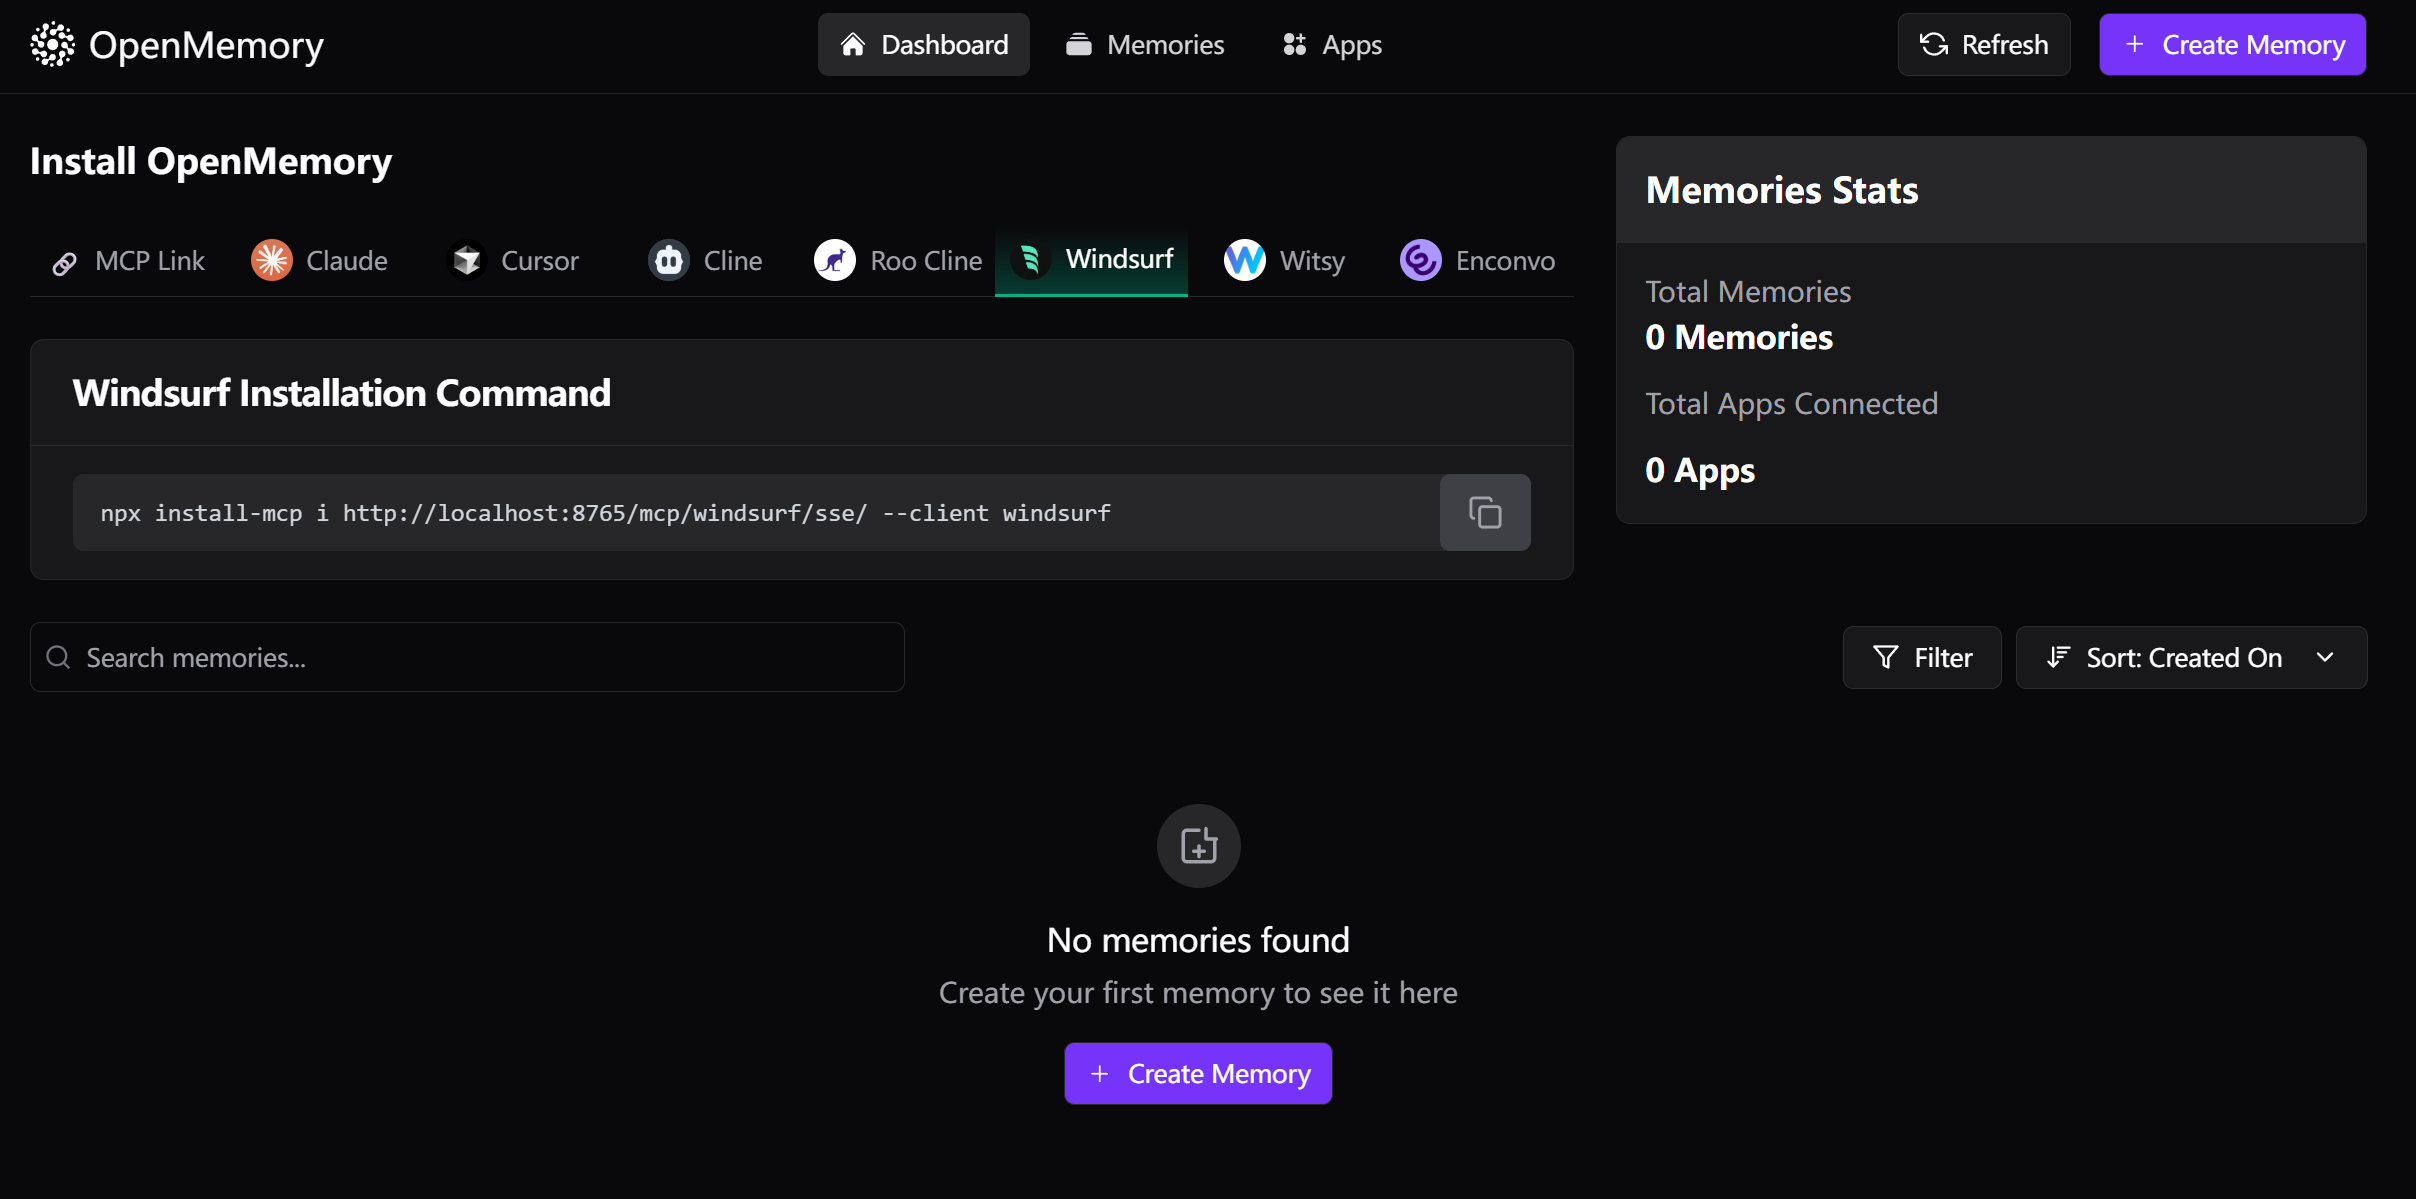 OpenMemory
Dashboard
Memories
Apps
Refresh
+ Create Memory
Install OpenMemory
MCP Link
Claude
Cursor
Cline
Roo Cline
Windsurf
Witsy
Enconvo
Windsurf Installation Command
npx install-mcp i http://localhost:8765/mcp/windsurf/sse/ --client windsurf
Memories Stats
Total Memories
0 Memories
Total Apps Connected
0 Apps
Search memories...
Filter
Sort: Created On
No memories found
Create your first memory to see it here
+ Create Memory